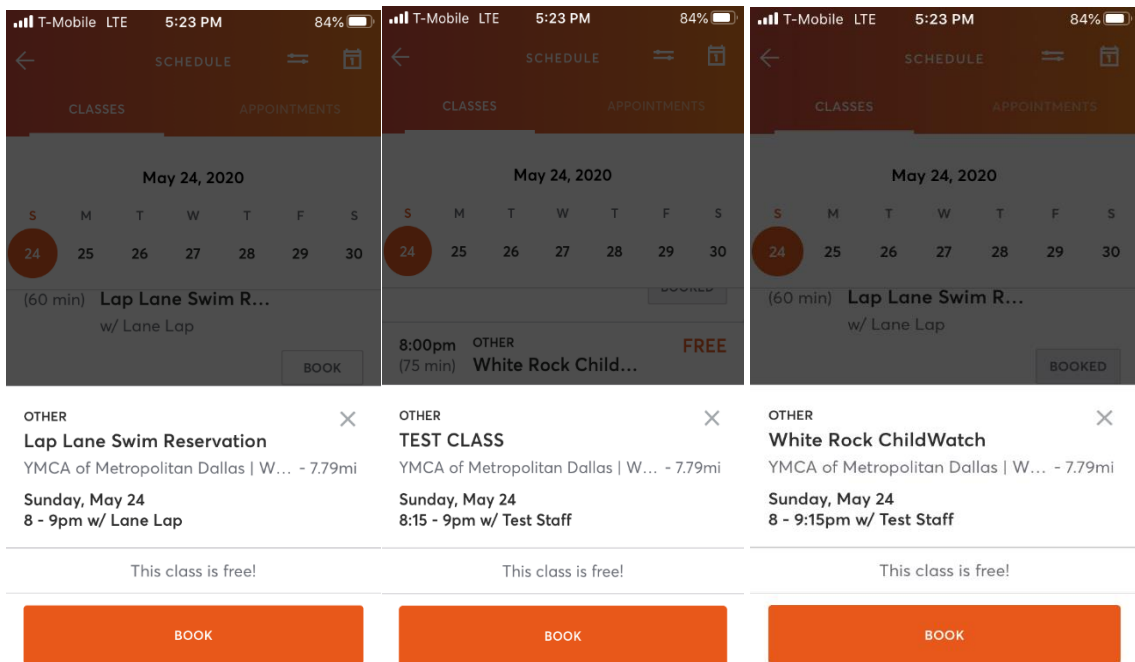 T-Mobile LTE 5:23 PM 84%
SCHEDULE 1
CLASSES APPOINTMENTS
May 24, 2020
S M T W T F S
24 25 26 27 28 29 30
(60 min) Lap Lane Swim R...
w/ Lane Lap
BOOK
OTHER
Lap Lane Swim Reservation
YMCA of Metropolitan Dallas | W... - 7.79mi
Sunday, May 24
8 - 9pm w/ Lane Lap
This class is free!
BOOK
T-Mobile LTE 5:23 PM 84%
SCHEDULE 1
CLASSES APPOINTMENTS
May 24, 2020
S M T W T F S
24 25 26 27 28 29 30
BOOKED
8:00pm OTHER FREE
(75 min) White Rock Child...
OTHER
TEST CLASS
YMCA of Metropolitan Dallas | W... - 7.79mi
Sunday, May 24
8:15 - 9pm w/ Test Staff
This class is free!
BOOK
T-Mobile LTE 5:23 PM 84%
SCHEDULE 1
CLASSES APPOINTMENTS
May 24, 2020
S M T W T F S
24 25 26 27 28 29 30
(60 min) Lap Lane Swim R...
w/ Lane Lap
BOOKED
OTHER
White Rock ChildWatch
YMCA of Metropolitan Dallas | W... - 7.79mi
Sunday, May 24
8 - 9:15pm w/ Test Staff
This class is free!
BOOK